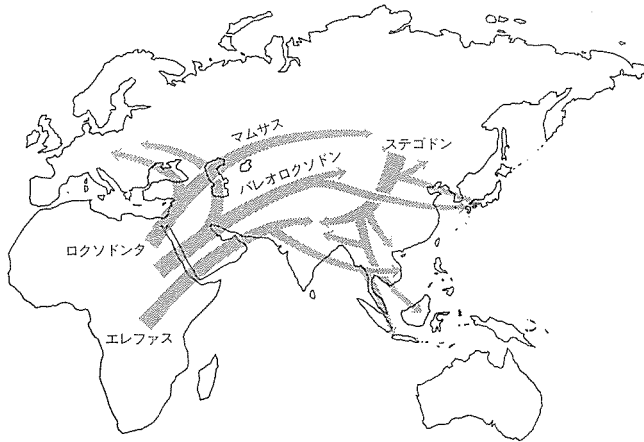 マムサス
ステゴドン
パレオロクソドン
ロクソドンタ
エレファス